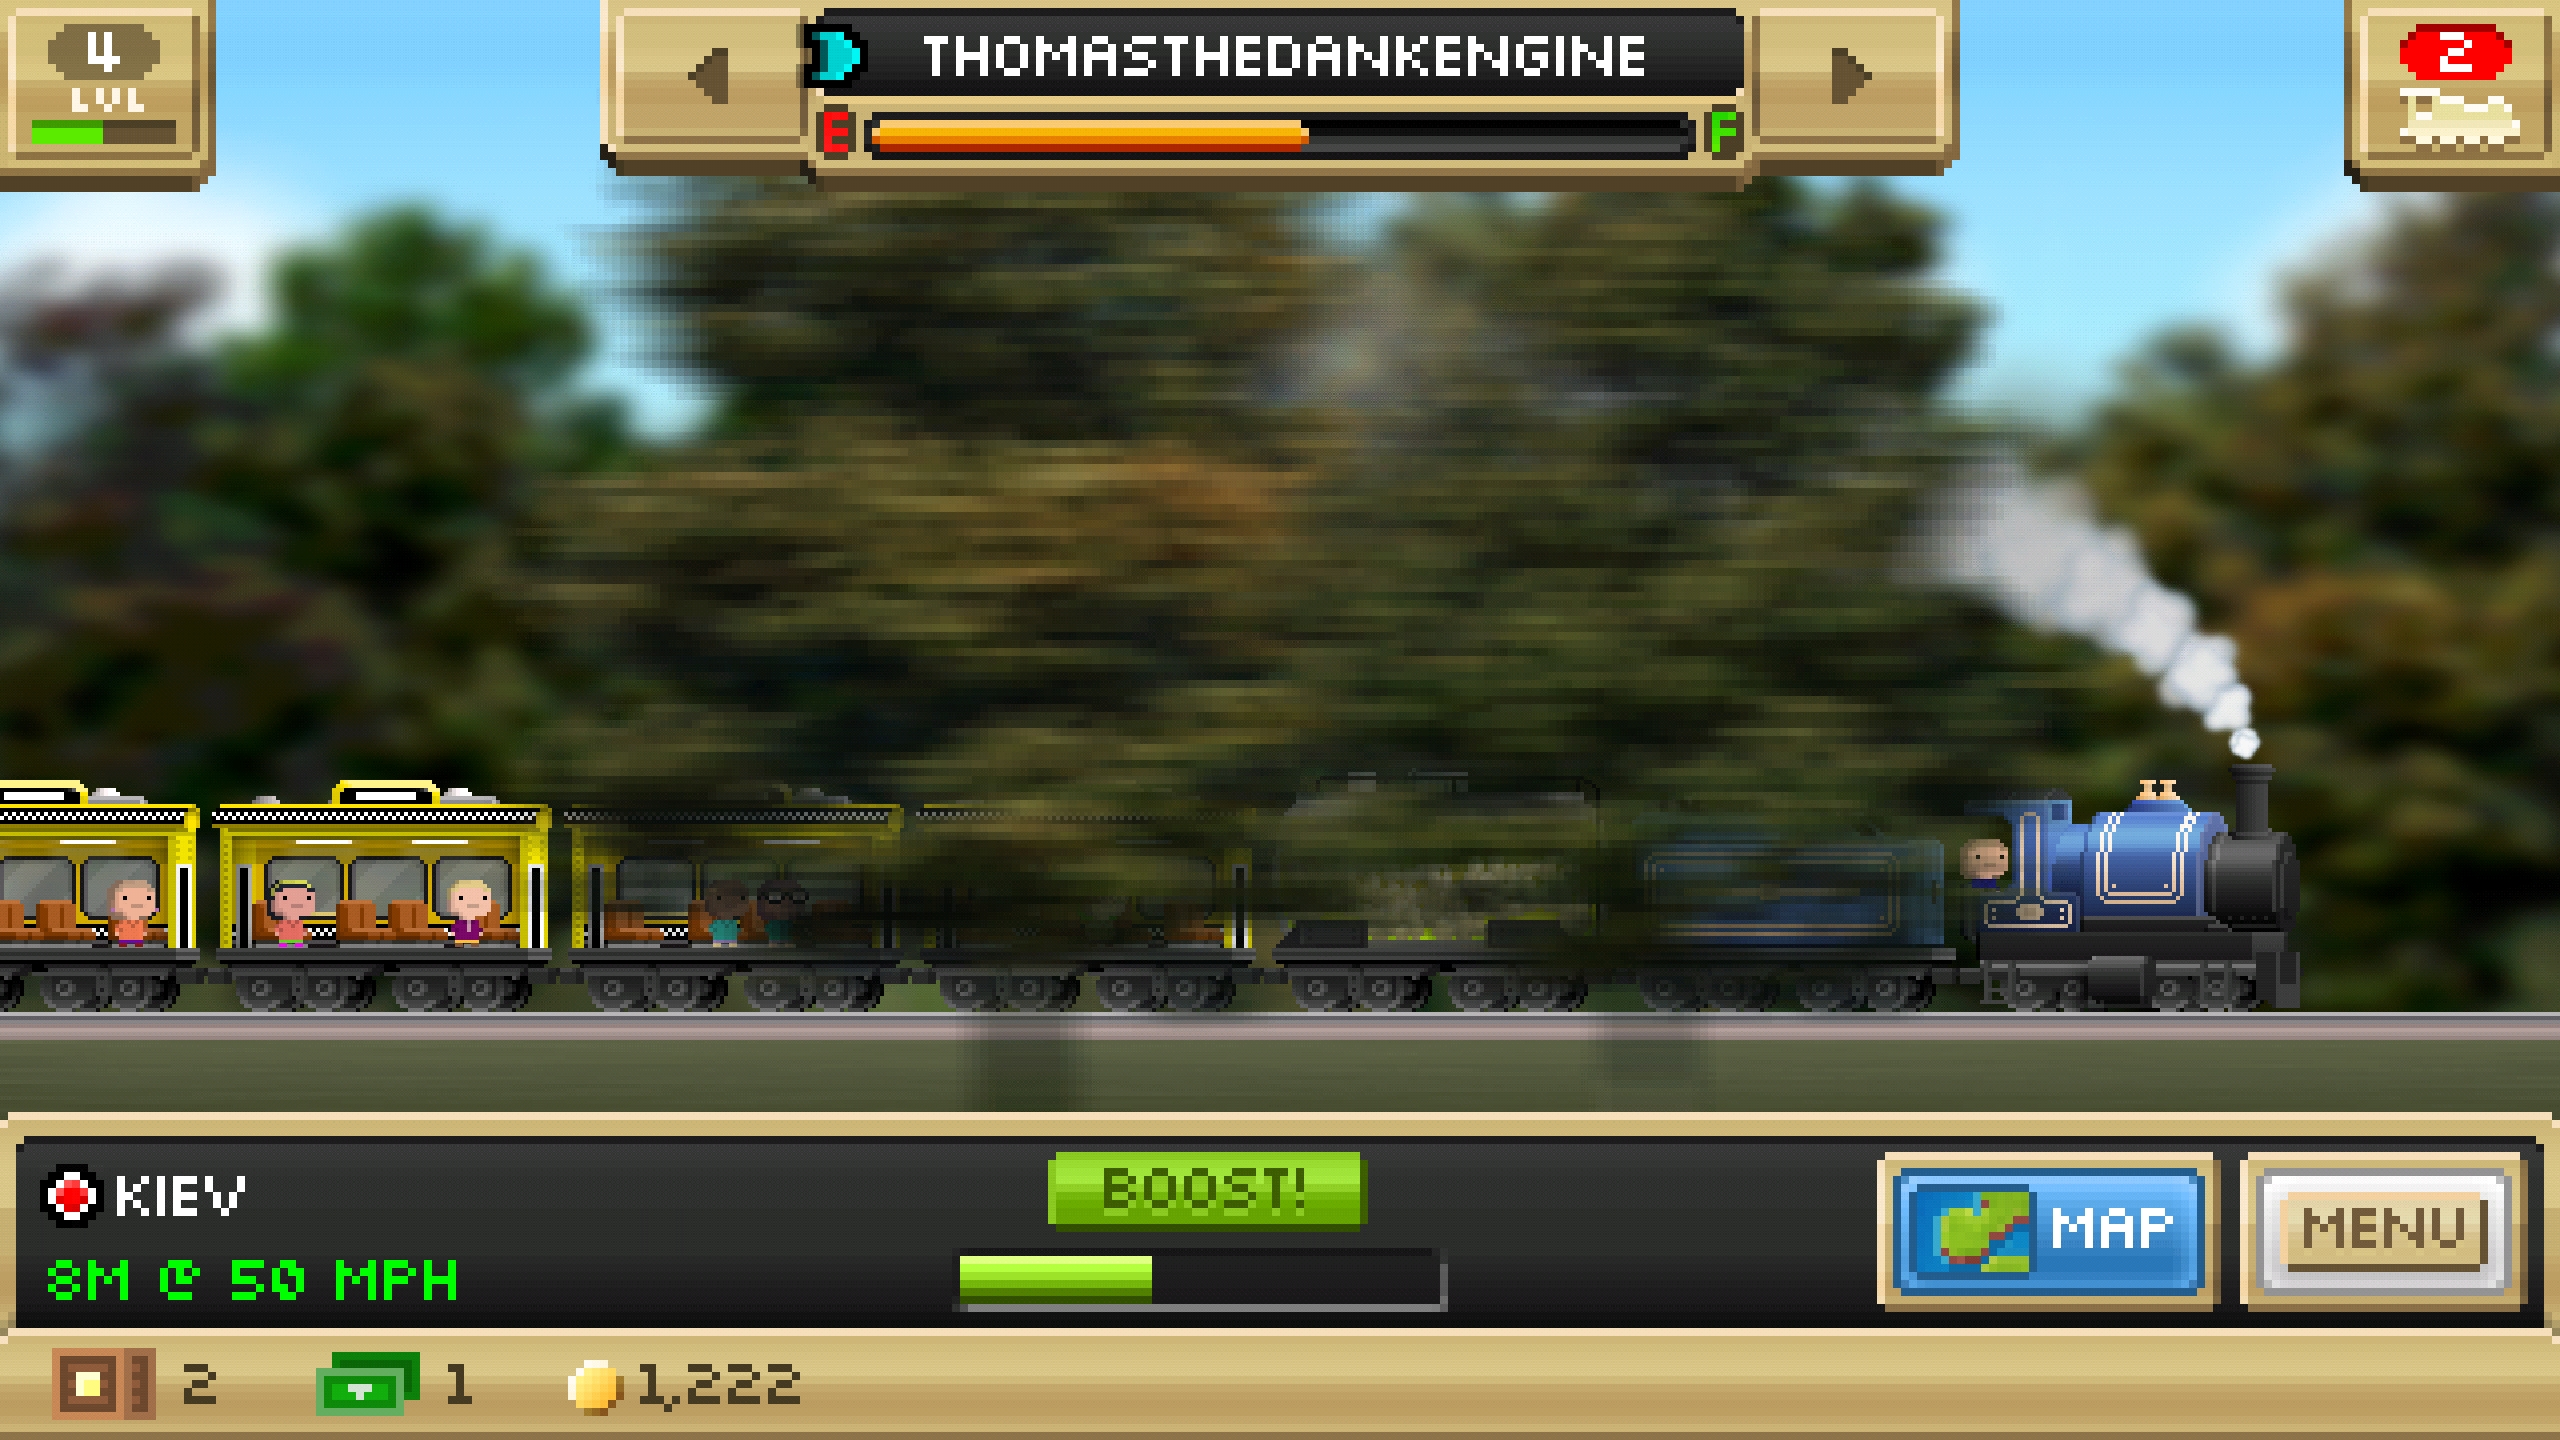 4
LVL
THOMASTHEDANKENGINE
E F
2
KIEV
8M @ 50 MPH
BOOST!
MAP
MENU
2 1 1,222